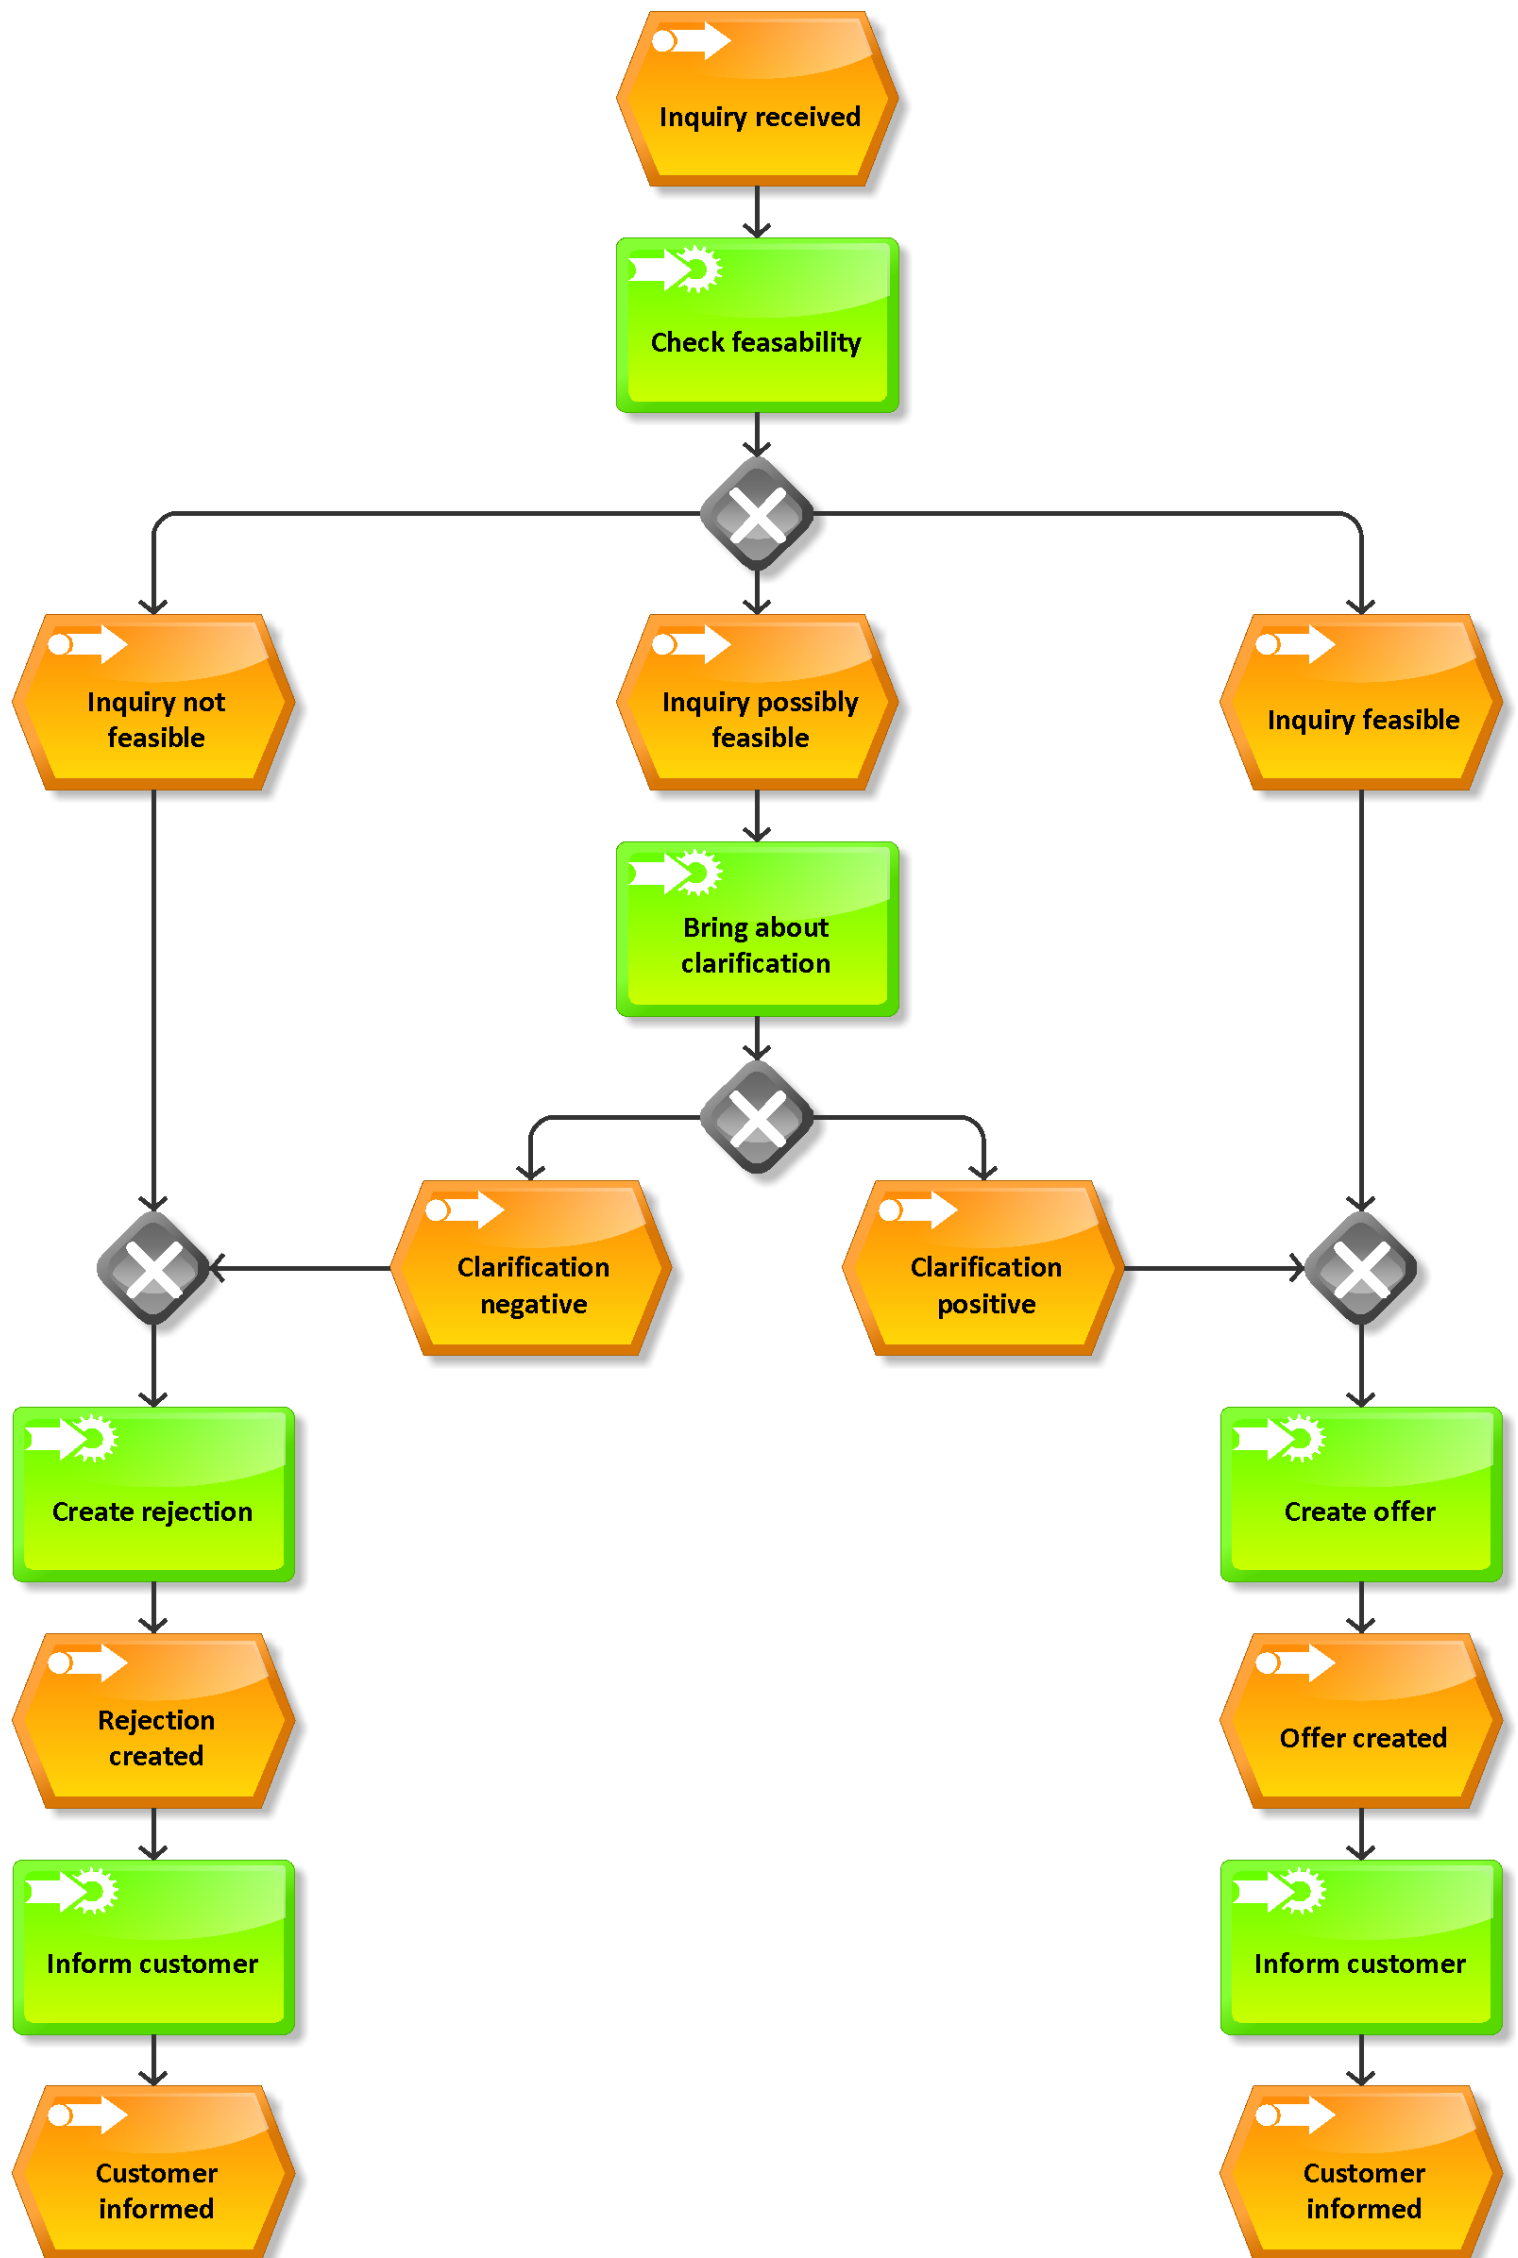 Inquiry received
Check feasability
Inquiry not
feasible
Inquiry possibly
feasible
Inquiry feasible
Bring about
clarification
Clarification
negative
Clarification
positive
Create rejection
Create offer
Rejection
created
Offer created
Inform customer
Inform customer
Customer
informed
Customer
informed